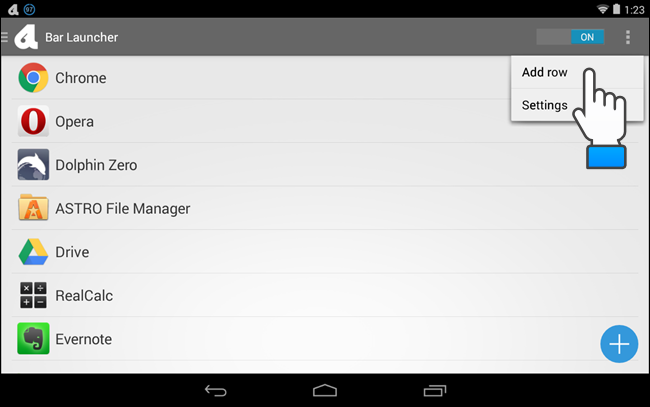 97
1:23
Bar Launcher
ON
Add row
Settings
Chrome
Opera
Dolphin Zero
ASTRO File Manager
Drive
RealCalc
Evernote